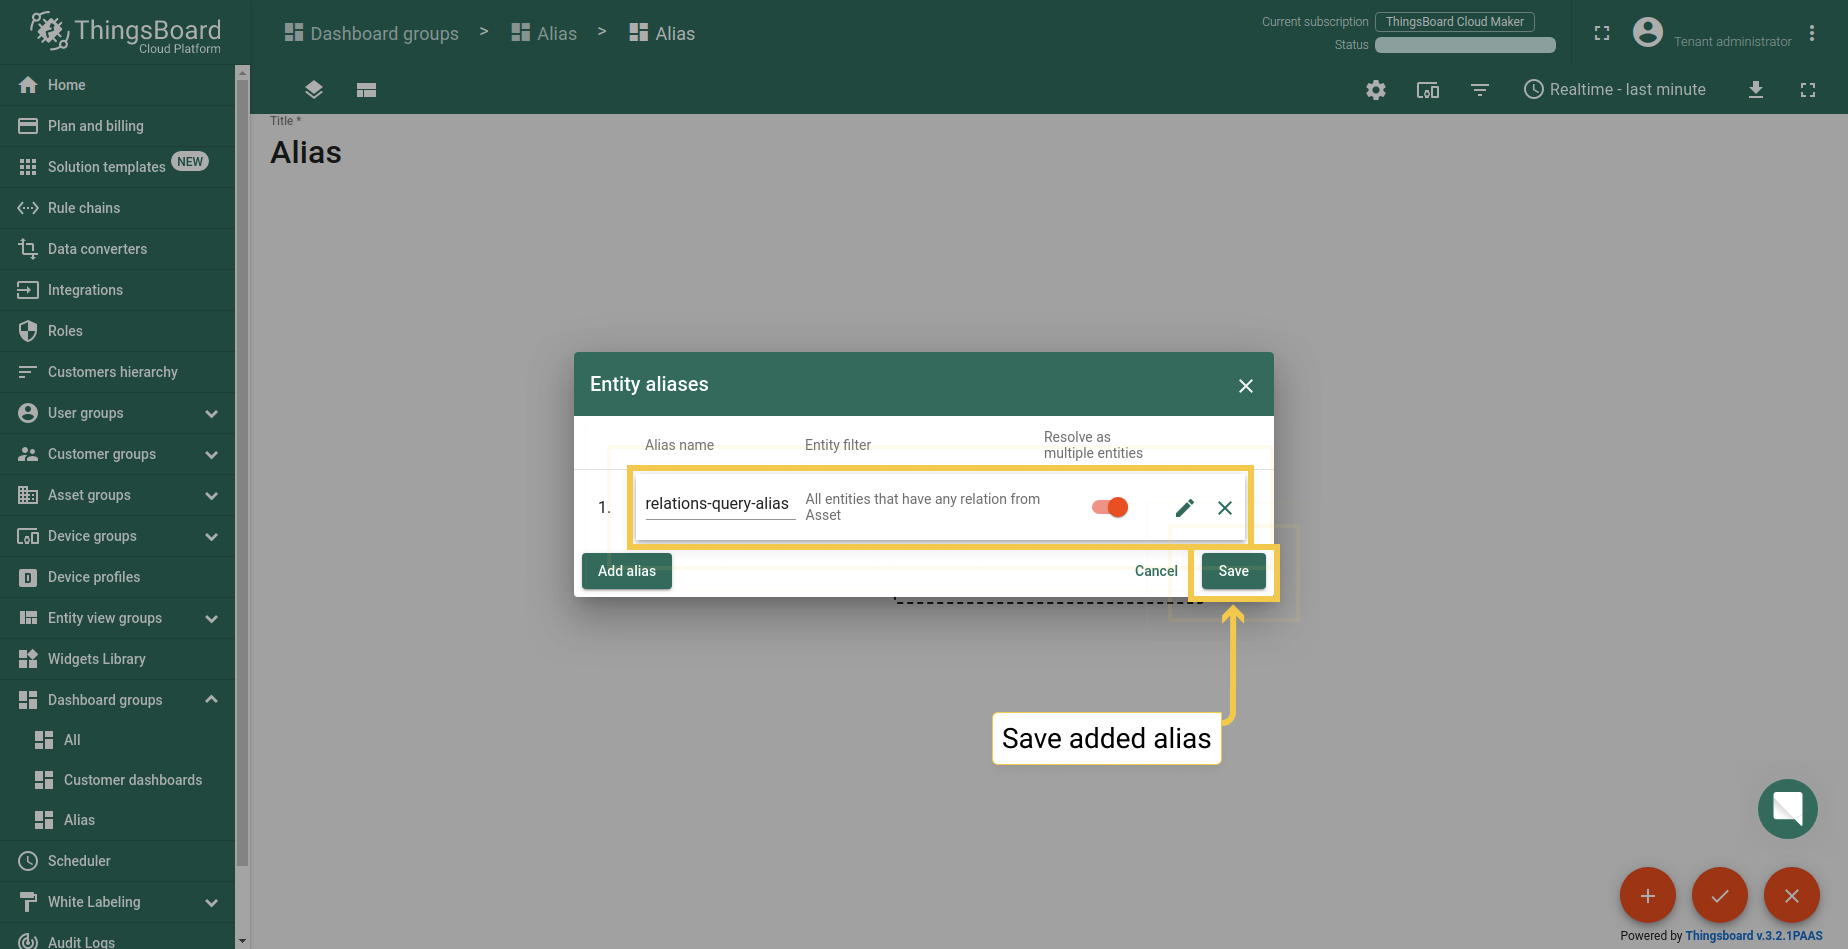 ThingsBoard
Cloud Platform
Dashboard groups > Alias > Alias
Current subscription ThingsBoard Cloud Maker
Status
Tenant administrator
Realtime - last minute
Home
Plan and billing
Solution templates NEW
Rule chains
Data converters
Integrations
Roles
Customers hierarchy
User groups
Customer groups
Asset groups
Device groups
Device profiles
Entity view groups
Widgets Library
Dashboard groups
All
Customer dashboards
Alias
Scheduler
White Labeling
Audit Logs
Title *
Alias
Entity aliases
Alias name Entity filter Resolve as
multiple entities
1. relations-query-alias All entities that have any relation from
Asset
Add alias Cancel Save
Save added alias
Powered by Thingsboard v.3.2.1PAAS